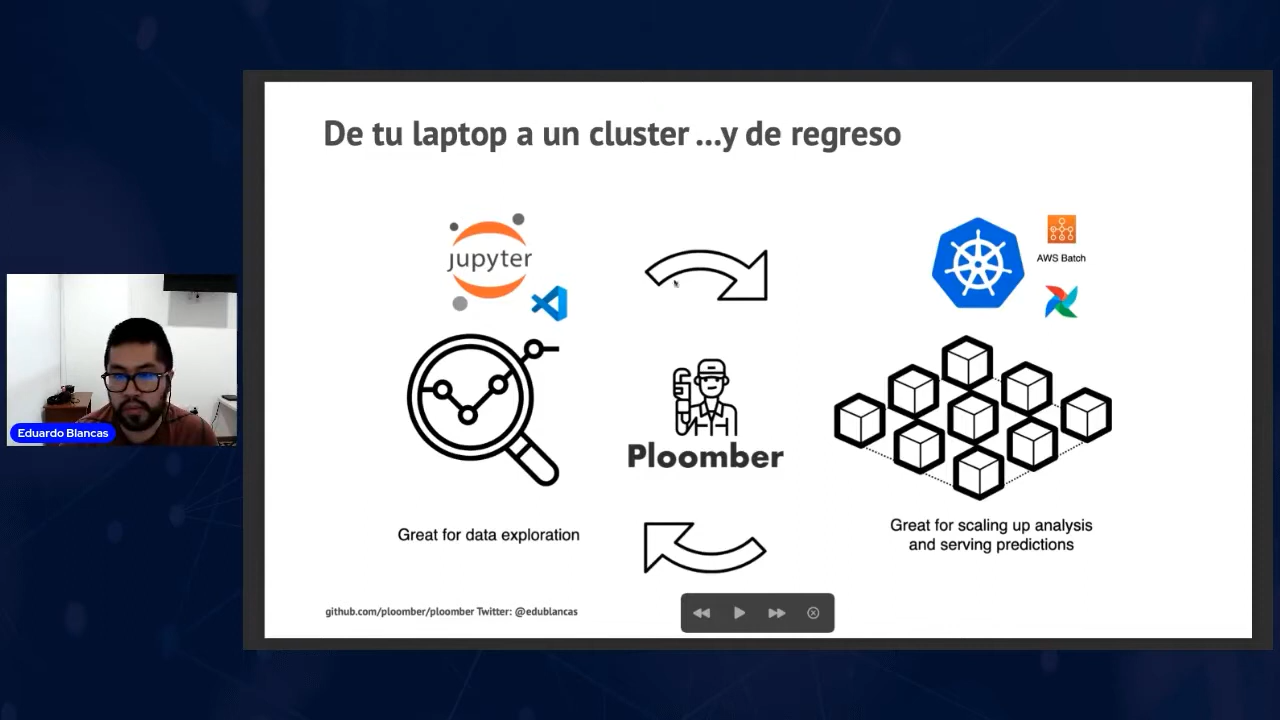 De tu laptop a un cluster ...y de regreso
jupyter
AWS Batch
Ploomber
Great for data exploration
Great for scaling up analysis
and serving predictions
github.com/ploomber/ploomber Twitter: @edublancas
Eduardo Blancas